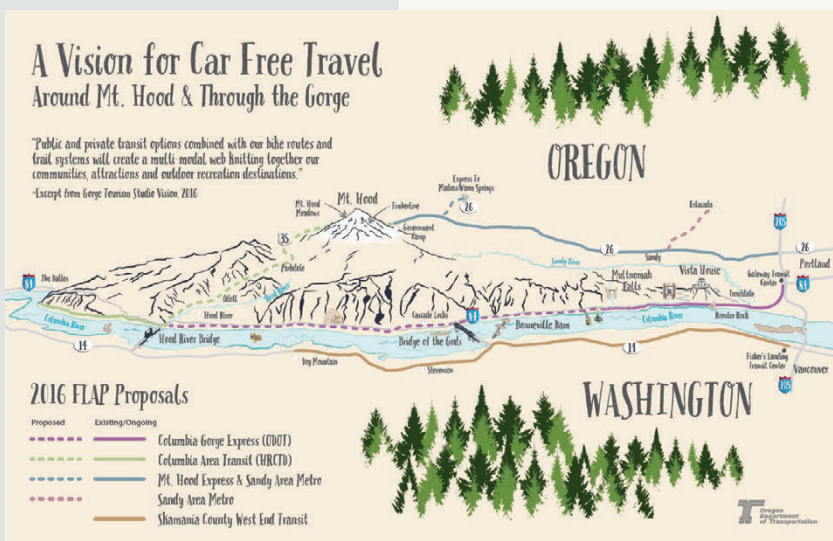 A Vision for Car Free Travel
Around Mt. Hood & Through the Gorge
"Public and private transit options combined with our bike routes and
trail systems will create a multi-modal web knitting together our
communities, attractions and outdoor recreation destinations."
-Excerpt from Gorge Tourism Studio Vision, 2016
OREGON
Express To
Madras/Warm Springs
26
Estacada
205
Mt. Hood
Mt. Hood
Meadows
Timberline
Government
Camp
35
Parkdale
26
Sandy
26
Portland
Sandy River
84
The Dalles
Multnomah
Falls
Vista House
Gateway Transit
Center
84
Odell
Hood River
Troutdale
Columbia River
Hood River
Cascade Locks
84
Bonneville Dam
Columbia River
Rooster Rock
14
Hood River Bridge
Bridge of the Gods
14
Dog Mountain
Stevenson
Fisher's Landing
Transit Center
Vancouver
205
WASHINGTON
2016 FLAP Proposals
Proposed
Existing/Ongoing
Columbia Gorge Express (ODOT)
Columbia Area Transit (HRCTD)
Mt. Hood Express & Sandy Area Metro
Sandy Area Metro
Skamania County West End Transit
Oregon
Department
of Transportation